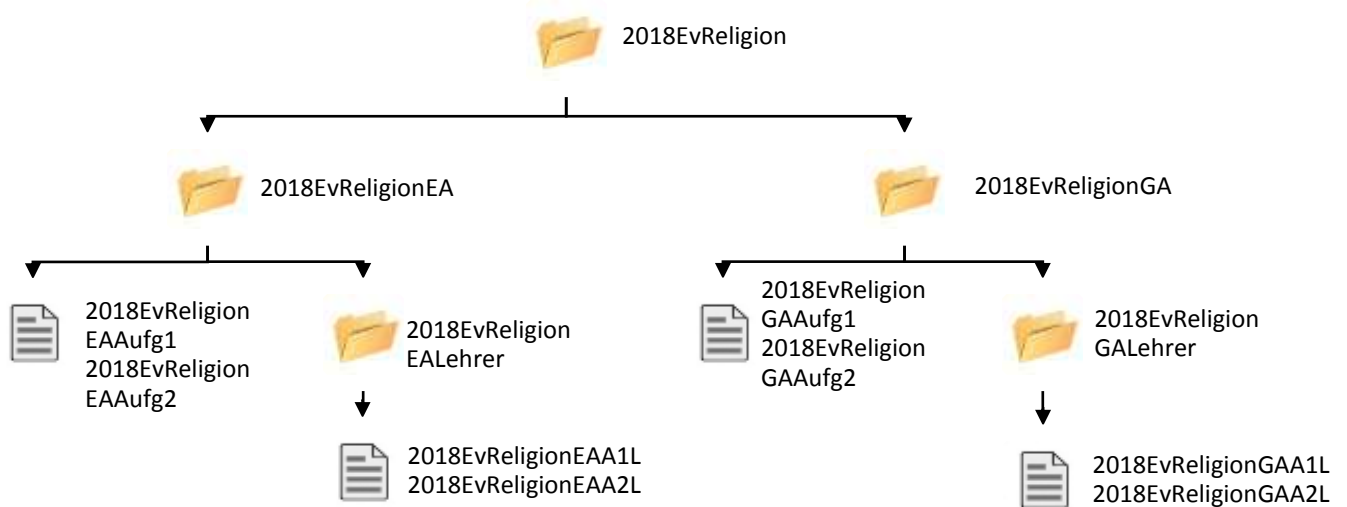 2018EvReligion
2018EvReligionEA
2018EvReligionGA
2018EvReligion
EAAufg1
2018EvReligion
EAAufg2
2018EvReligion
EALehrer
2018EvReligion
GAAufg1
2018EvReligion
GAAufg2
2018EvReligion
GALehrer
2018EvReligionEAA1L
2018EvReligionEAA2L
2018EvReligionGAA1L
2018EvReligionGAA2L